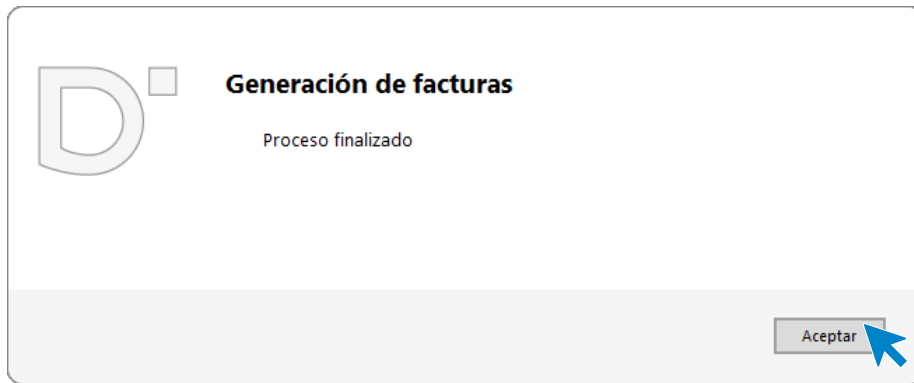 Generación de facturas
Proceso finalizado
Aceptar